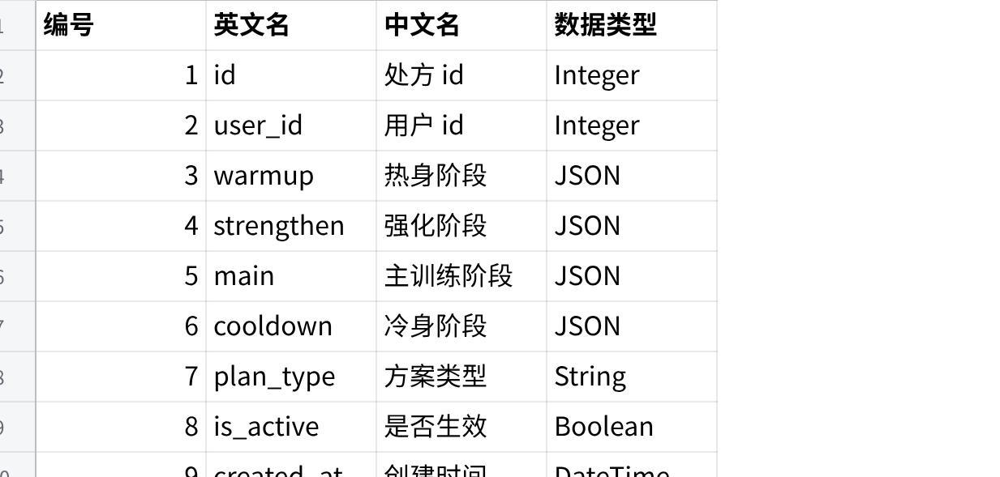 编号 英文名 中文名 数据类型
1 id 处方 id Integer
2 user_id 用户 id Integer
3 warmup 热身阶段 JSON
4 strengthen 强化阶段 JSON
5 main 主训练阶段 JSON
6 cooldown 冷身阶段 JSON
7 plan_type 方案类型 String
8 is_active 是否生效 Boolean
9 created_at 创建时间 DateTime